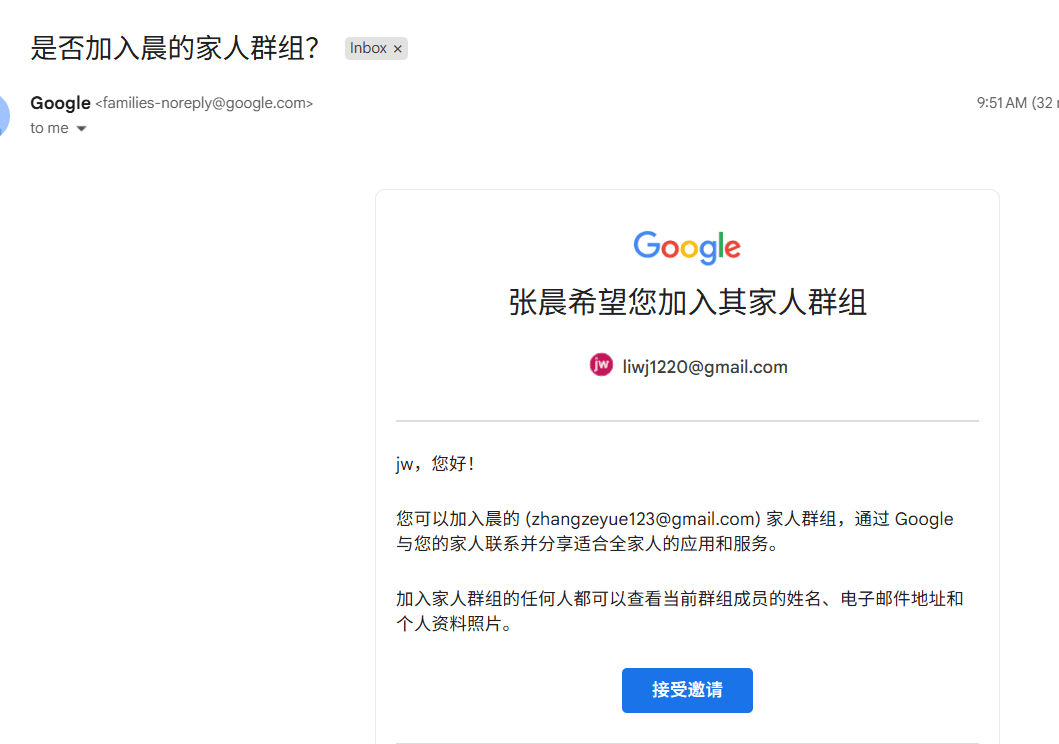 是否加入晨的家人群组？ Inbox ×
Google <families-noreply@google.com> 9:51 AM (32
to me
Google
张晨希望您加入其家人群组
jw liwj1220@gmail.com
jw，您好！
您可以加入晨的 (zhangzeyue123@gmail.com) 家人群组，通过 Google
与您的家人联系并分享适合全家人的应用和服务。
加入家人群组的任何人都可以查看当前群组成员的姓名、电子邮件地址和
个人资料照片。
接受邀请